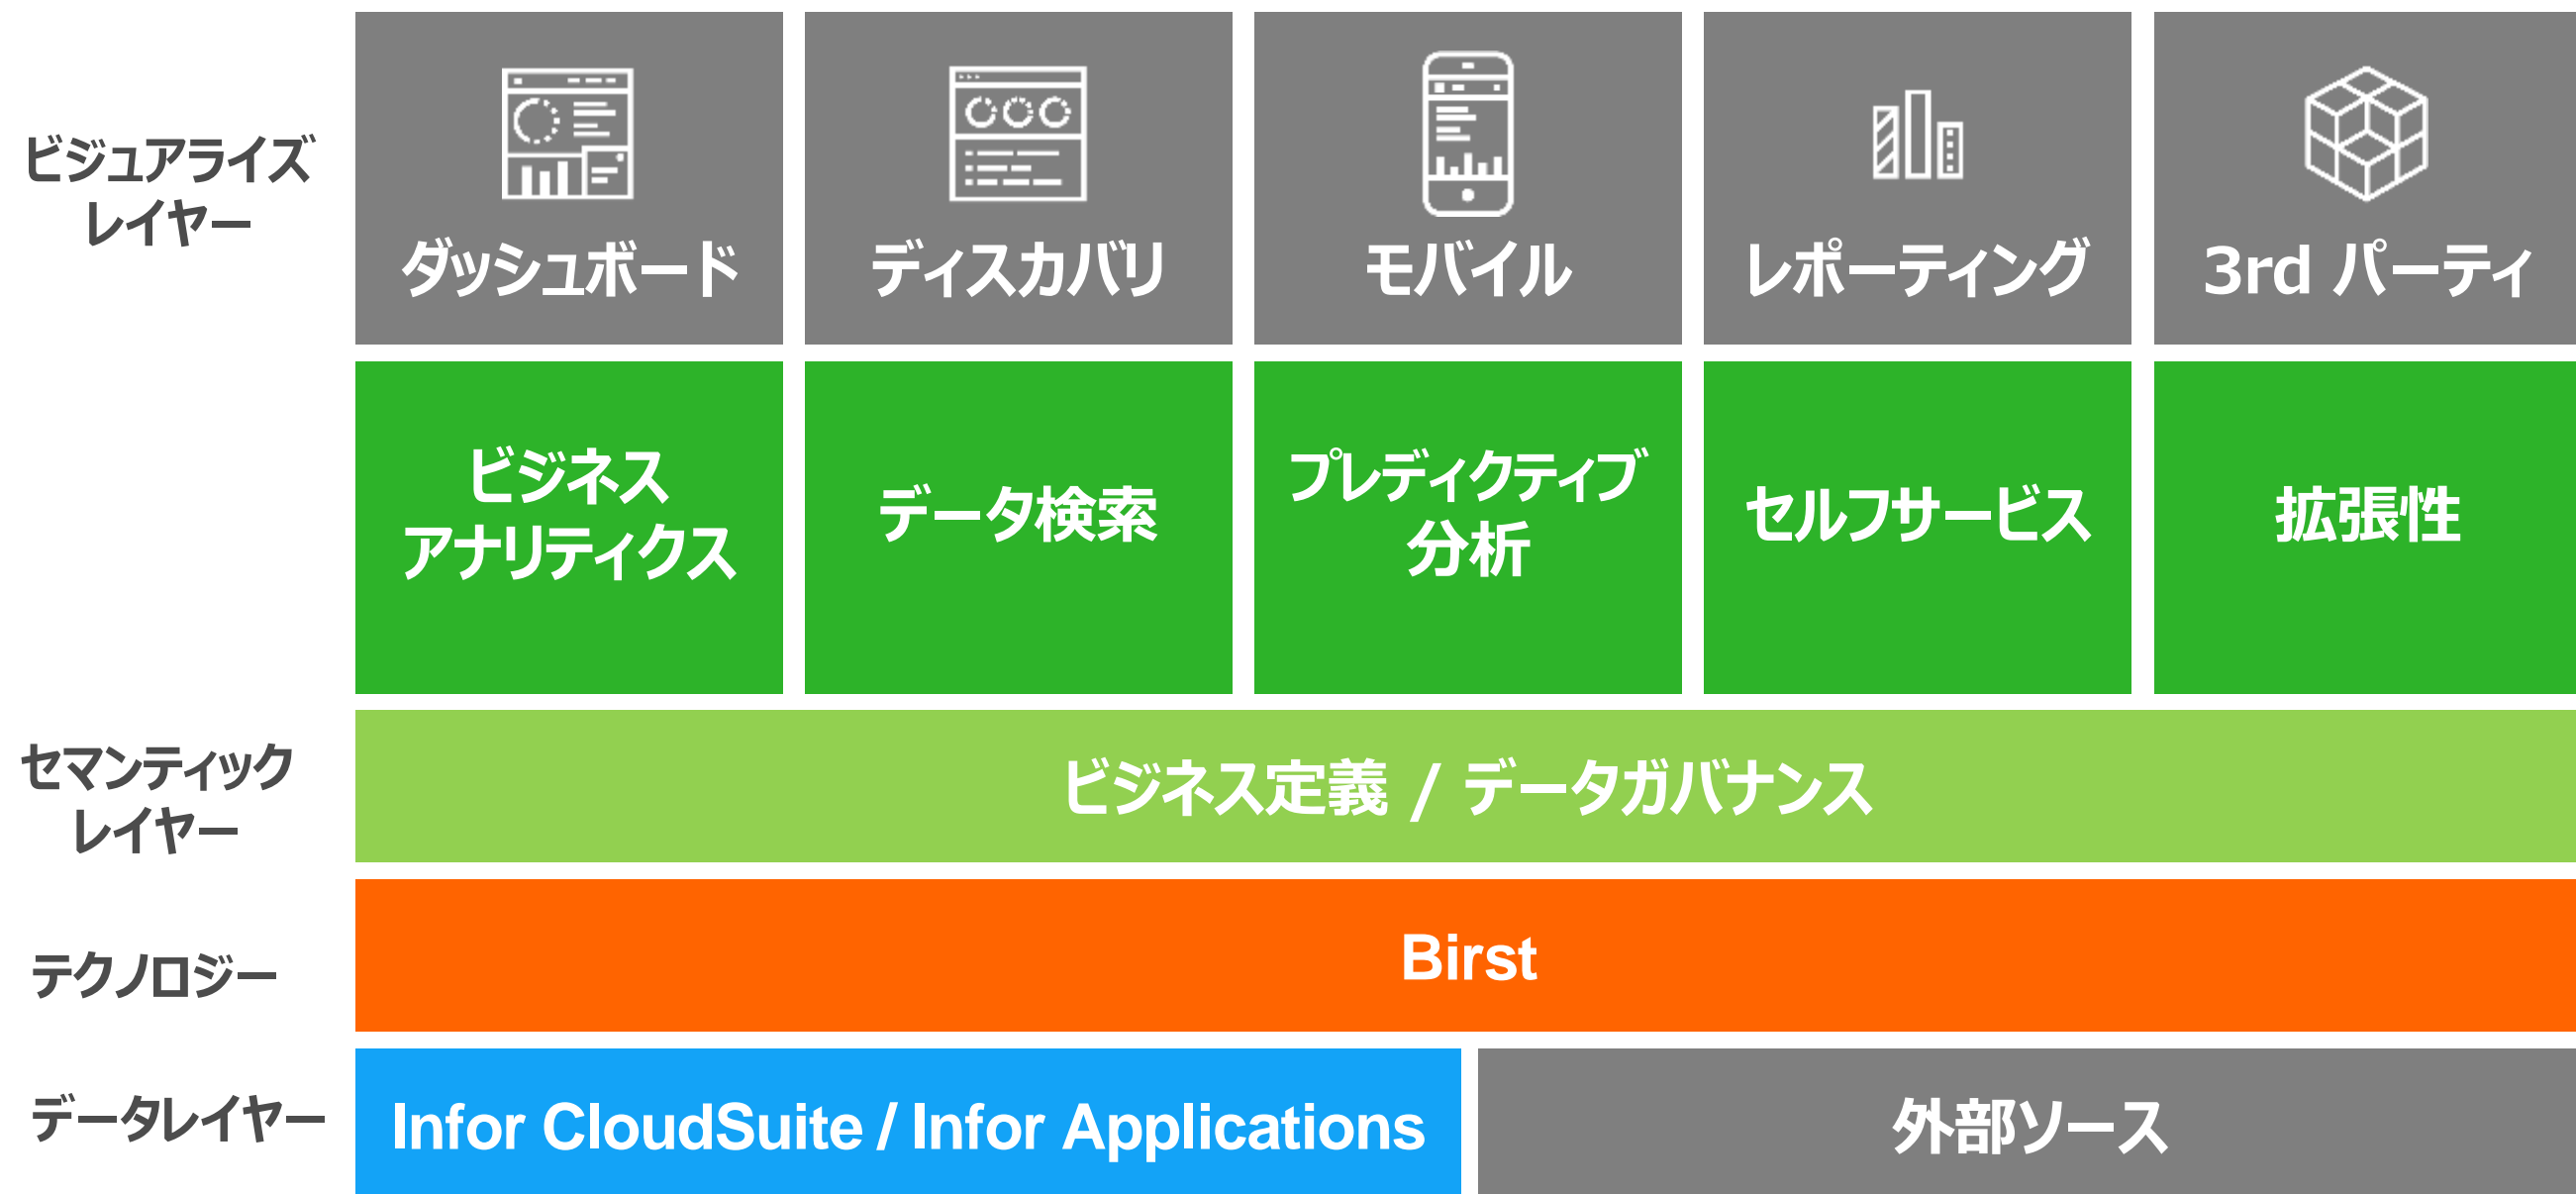 ビジュアライズ
レイヤー
ダッシュボード
ディスカバリ
モバイル
レポーティング
3rd パーティ
ビジネス
アナリティクス
データ検索
プレディクティブ
分析
セルフサービス
拡張性
セマンティック
レイヤー
ビジネス定義 / データガバナンス
テクノロジー
Birst
データレイヤー
Infor CloudSuite / Infor Applications
外部ソース